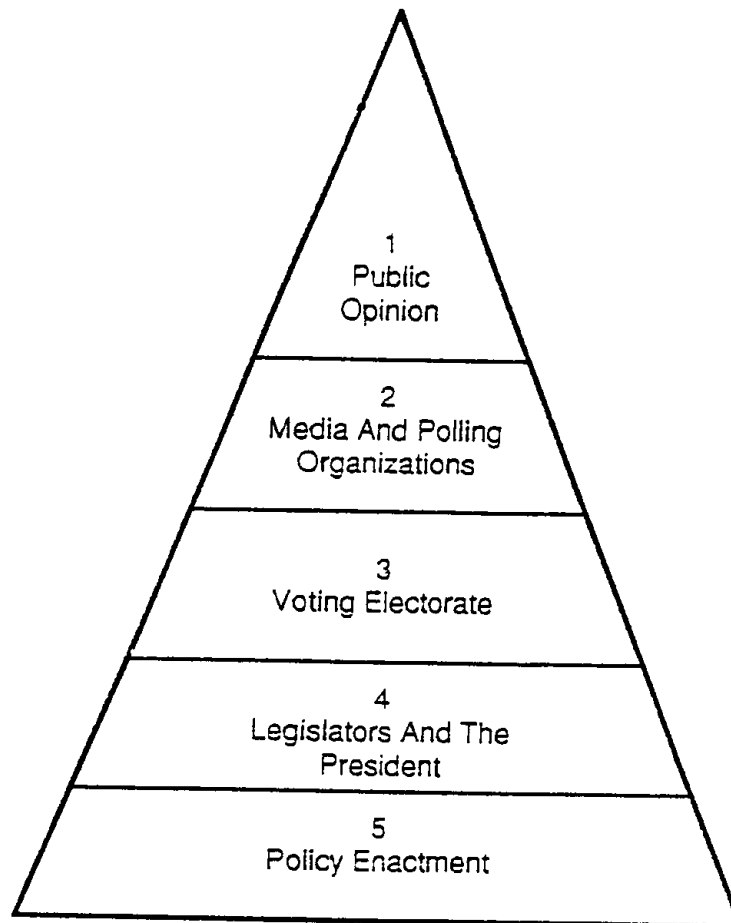 1
Public
Opinion
2
Media And Polling
Organizations
3
Voting Electorate
4
Legislators And The
President
5
Policy Enactment